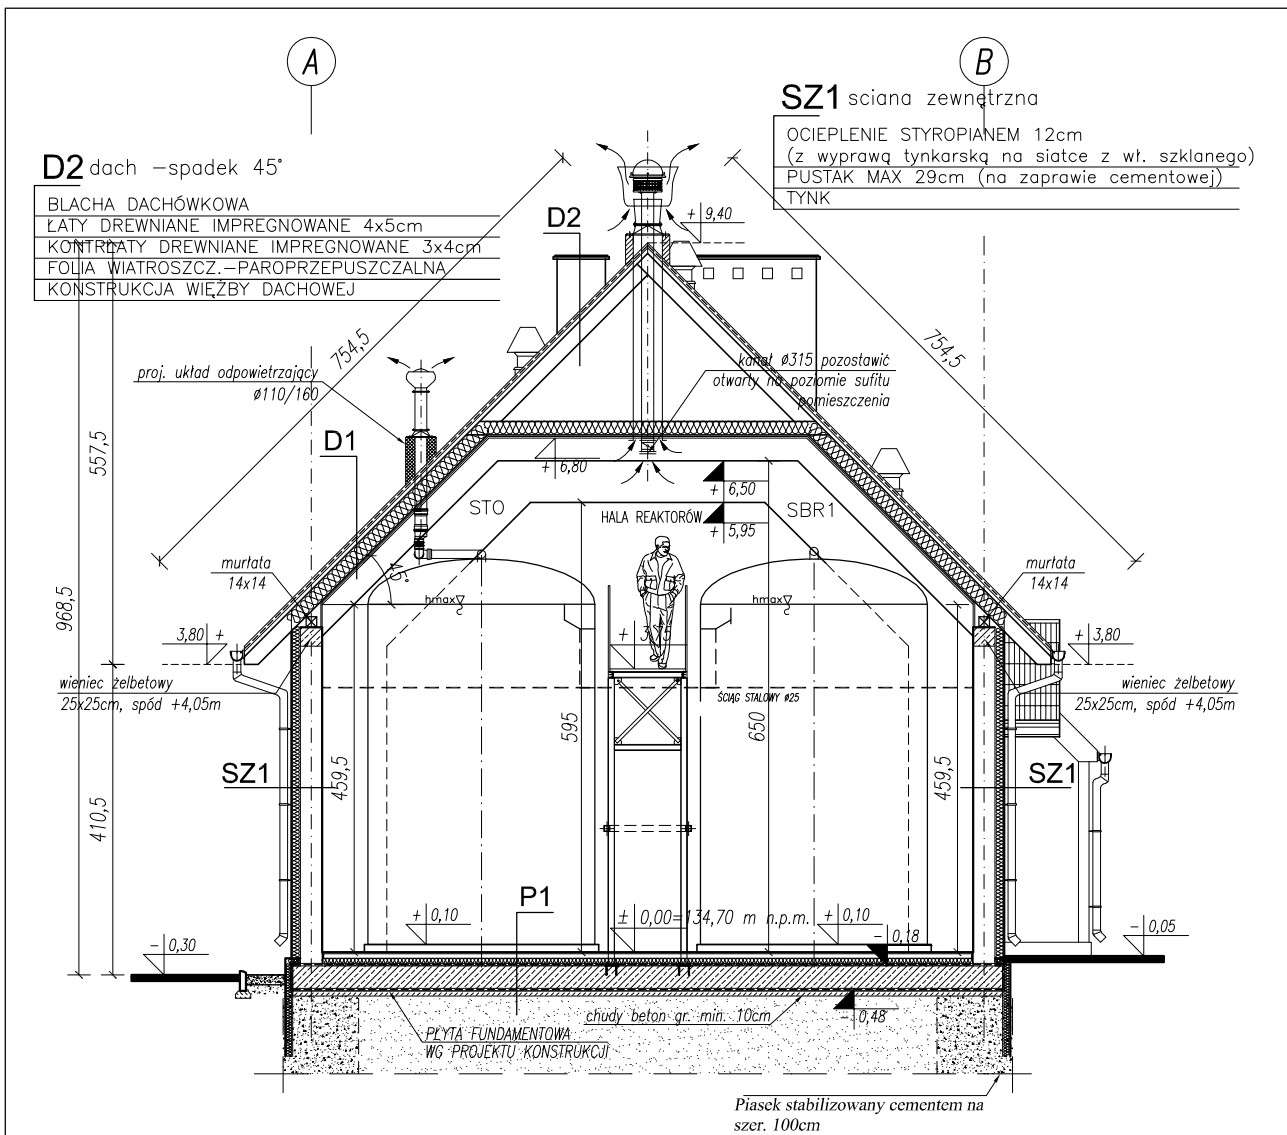 A
B
SZ1 sciana zewnętrzna
OCIEPLENIE STYROPIANEM 12cm
(z wyprawą tynkarską na siatce z wł. szklanego)
PUSTAK MAX 29cm (na zaprawie cementowej)
TYNK
D2 dach -spadek 45°
BLACHA DACHÓWKOWA
ŁATY DREWNIANE IMPREGNOWANE 4x5cm
KONTRŁATY DREWNIANE IMPREGNOWANE 3x4cm
FOLIA WIATROSZCZ.-PAROPRZEPUSZCZALNA
KONSTRUKCJA WIĘŹBY DACHOWEJ
D2
+ 9,40
754,5
754,5
proj. układ odpowietrzający
ø110/160
kanał ø315 pozostawić
otwarty na poziomie sufitu
pomieszczenia
557,5
D1
+ 6,80
+ 6,50
STO
HALA REAKTORÓW
SBR1
+ 5,95
murłata
14x14
45°
murłata
14x14
hmax
hmax
968,5
3,80 +
+ 3,15
+ 3,80
wieniec żelbetowy
25x25cm, spód +4,05m
ŚCIĄG STALOWY ø25
wieniec żelbetowy
25x25cm, spód +4,05m
595
650
SZ1
SZ1
459,5
459,5
410,5
P1
+ 0,10
± 0,00=134,70 m n.p.m.
+ 0,10
- 0,30
- 0,18
- 0,05
chudy beton gr. min. 10cm
- 0,48
PŁYTA FUNDAMENTOWA
WG PROJEKTU KONSTRUKCJI
Piasek stabilizowany cementem na
szer. 100cm